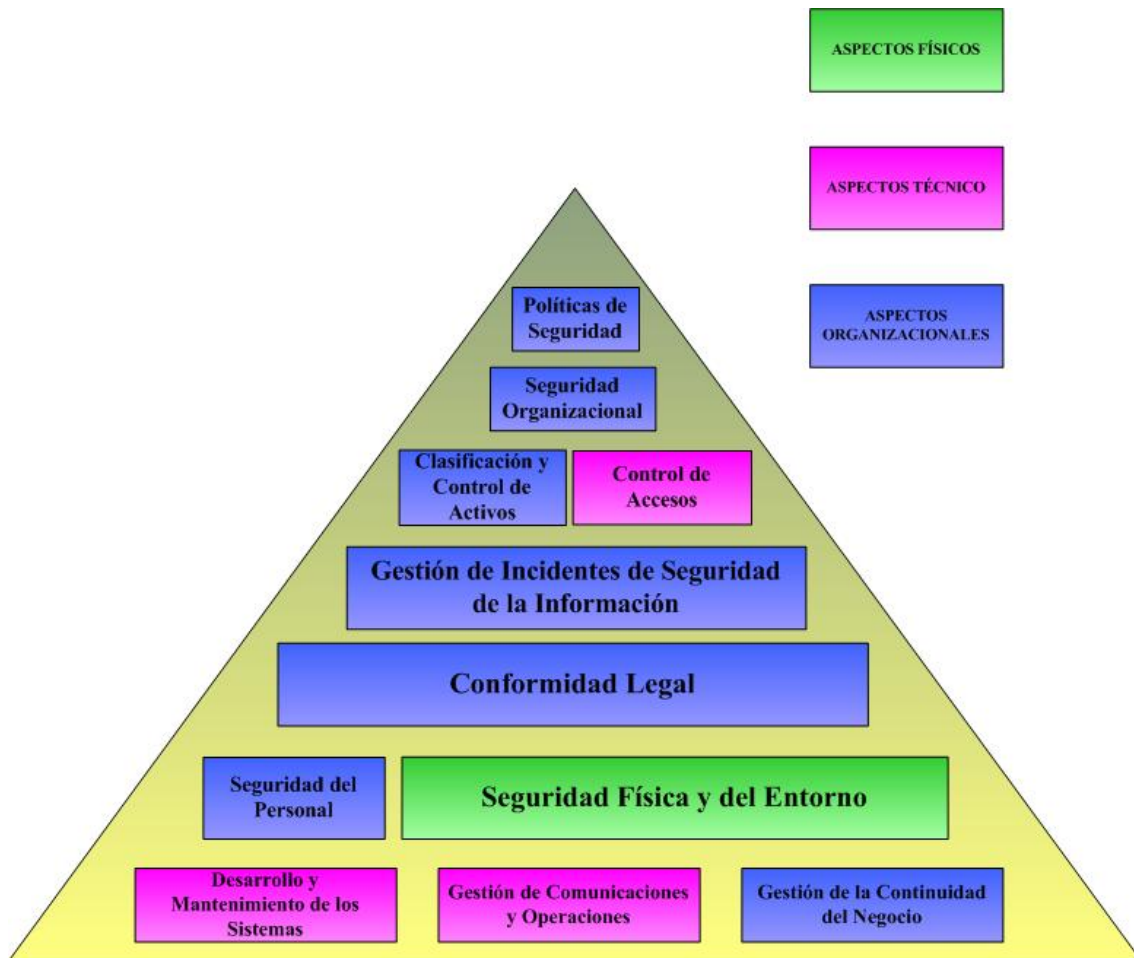 ASPECTOS FÍSICOS
ASPECTOS TÉCNICO
ASPECTOS
ORGANIZACIONALES
Políticas de
Seguridad
Seguridad
Organizacional
Clasificación y
Control de
Activos
Control de
Accesos
Gestión de Incidentes de Seguridad
de la Información
Conformidad Legal
Seguridad del
Personal
Seguridad Física y del Entorno
Desarrollo y
Mantenimiento de los
Sistemas
Gestión de Comunicaciones
y Operaciones
Gestión de la Continuidad
del Negocio